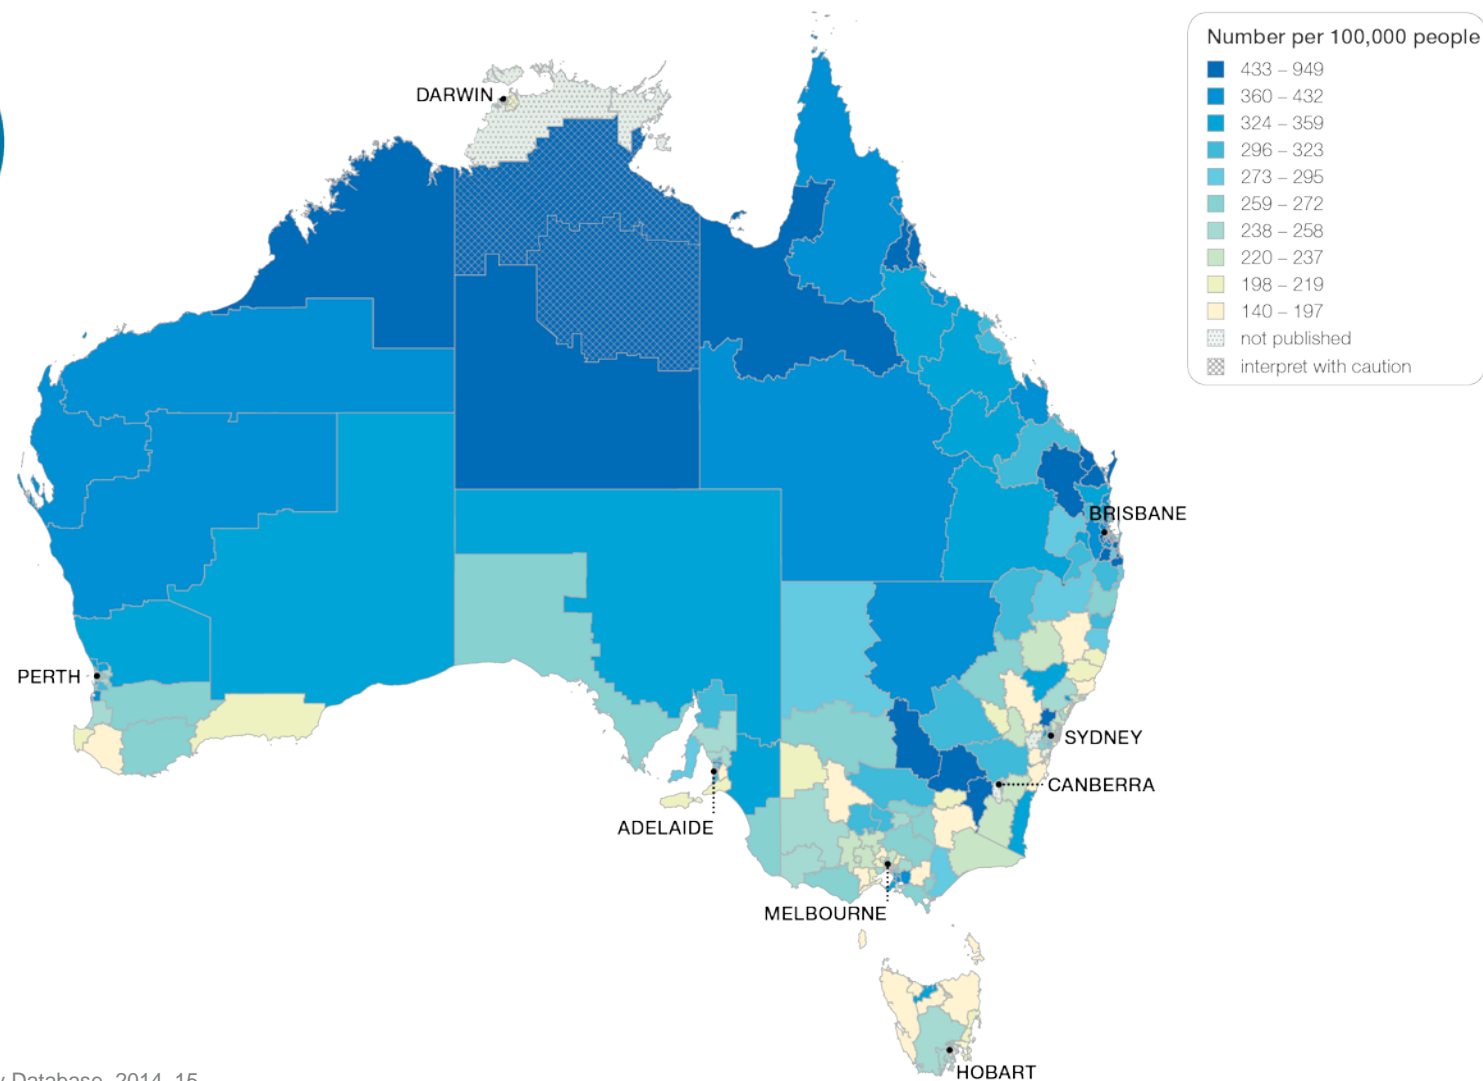 Number per 100,000 people
433 – 949
360 – 432
324 – 359
296 – 323
273 – 295
259 – 272
238 – 258
220 – 237
198 – 219
140 – 197
not published
interpret with caution
DARWIN
BRISBANE
PERTH
SYDNEY
CANBERRA
ADELAIDE
MELBOURNE
HOBART
Database, 2014–15